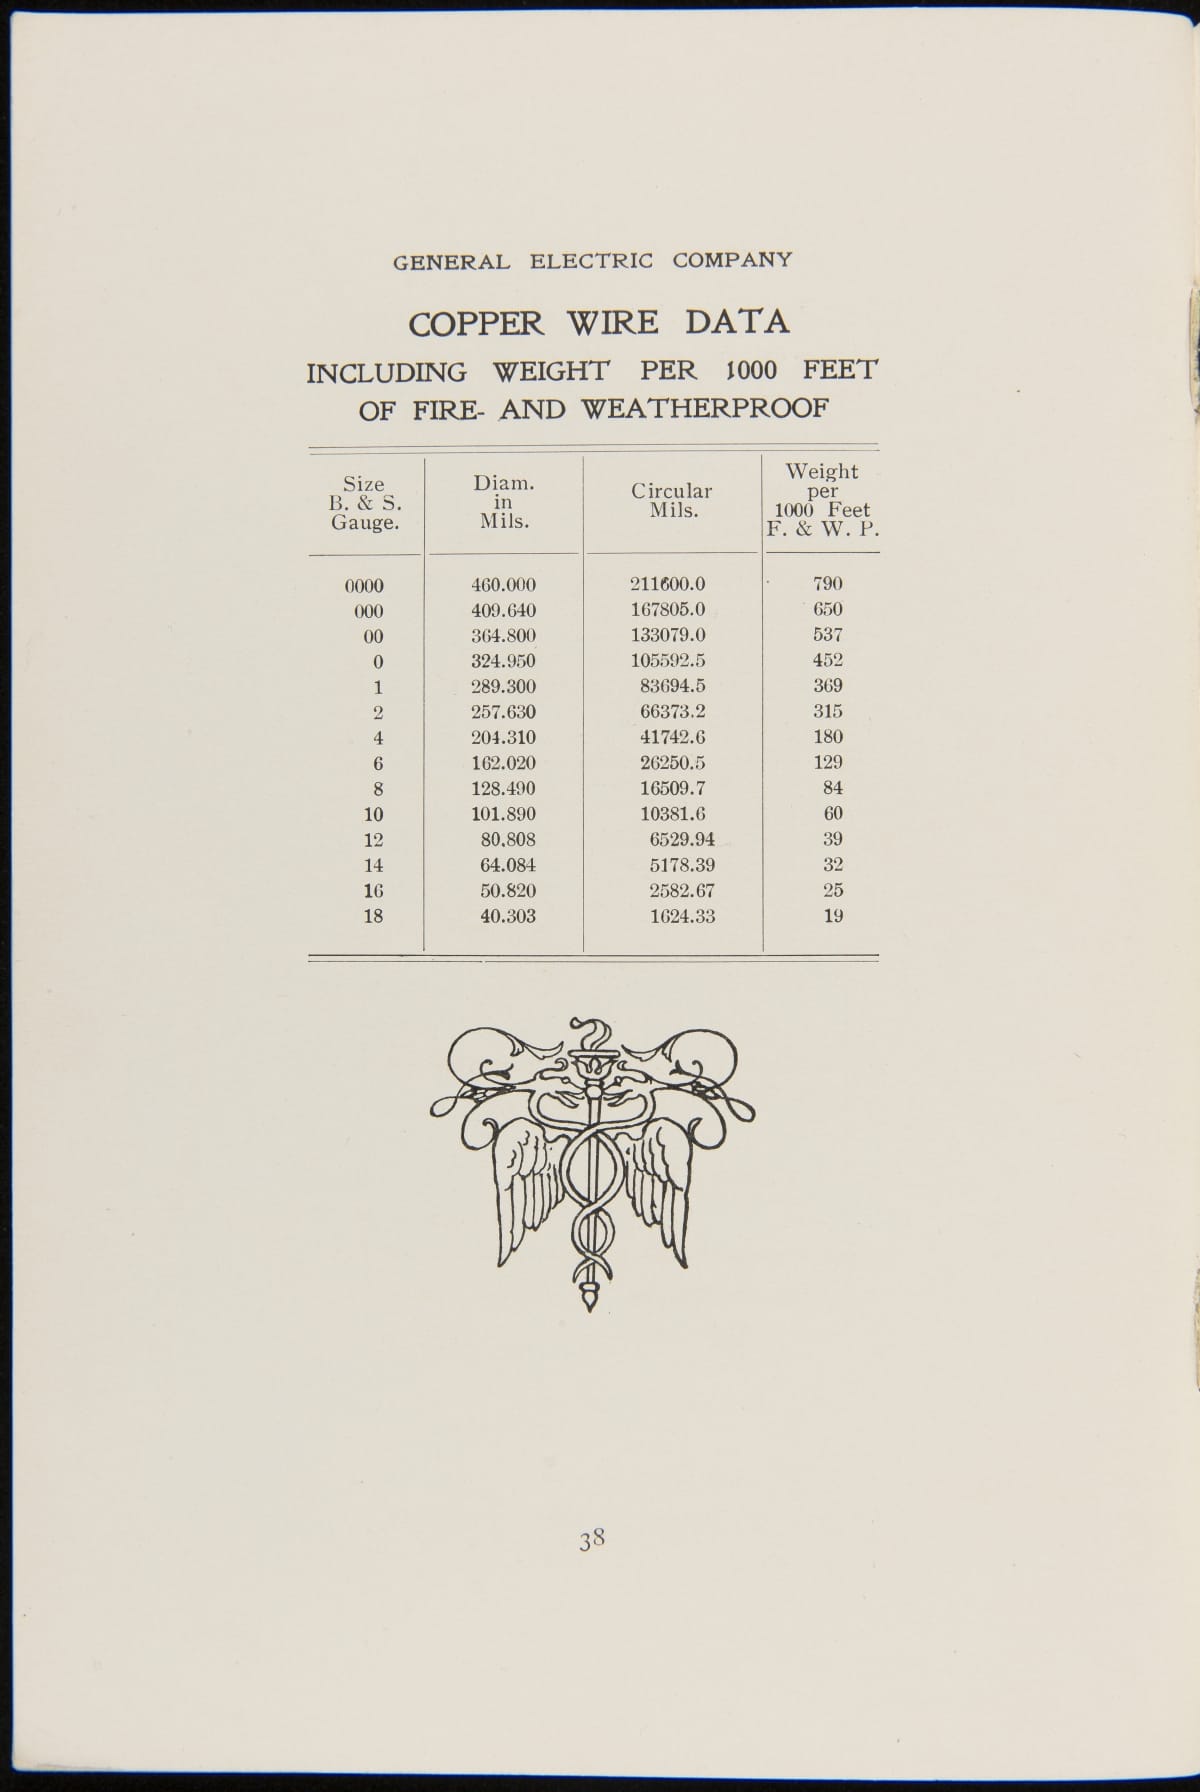 GENERAL ELECTRIC COMPANY
COPPER WIRE DATA
INCLUDING WEIGHT PER 1000 FEET
OF FIRE- AND WEATHERPROOF
Size B. & S. Gauge. Diam. in Mils. Circular Mils. Weight per 1000 Feet F. & W. P.
0000 460.000 211600.0 790
000 409.640 167805.0 650
00 364.800 133079.0 537
0 324.950 105592.5 452
1 289.300 83694.5 369
2 257.630 66373.2 315
4 204.310 41742.6 180
6 162.020 26250.5 129
8 128.490 16509.7 84
10 101.890 10381.6 60
12 80.808 6529.94 39
14 64.084 5178.39 32
16 50.820 2582.67 25
18 40.303 1624.33 19
38